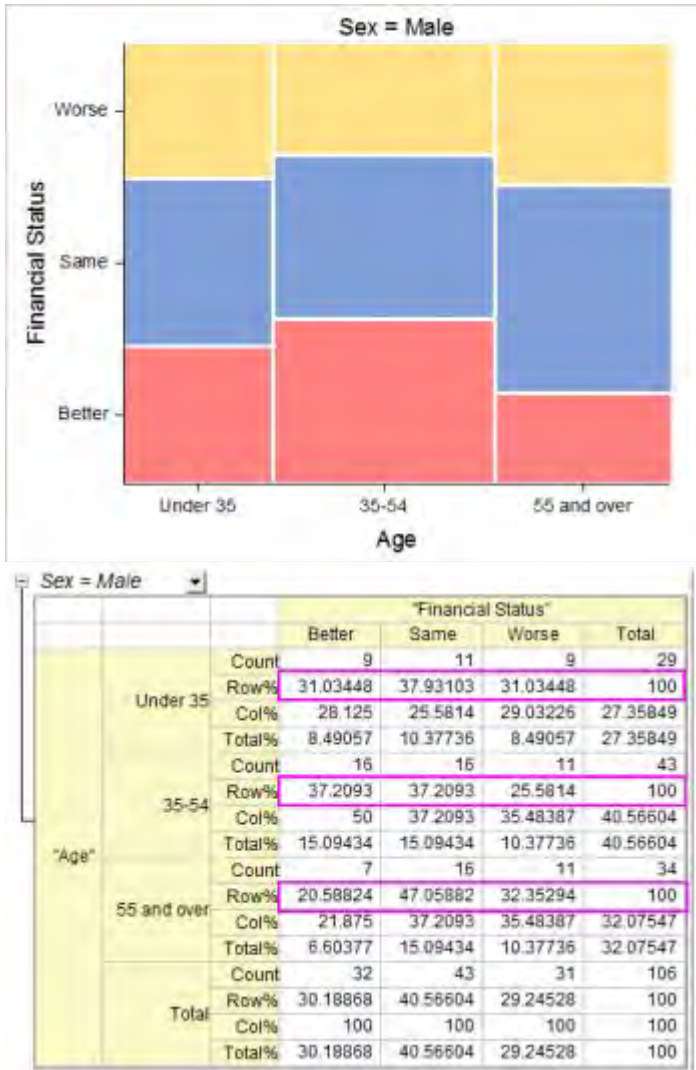 Sex = Male
Financial Status
Worse
Same
Better
Under 35 35-54 55 and over
Age
Sex = Male
"Financial Status"
Better Same Worse Total
"Age"
Under 35
Count 9 11 9 29
Row% 31.03448 37.93103 31.03448 100
Col% 28.125 25.5814 29.03226 27.35849
Total% 8.49057 10.37736 8.49057 27.35849
35-54
Count 16 16 11 43
Row% 37.2093 37.2093 25.5814 100
Col% 50 37.2093 35.48387 40.56604
Total% 15.09434 15.09434 10.37736 40.56604
55 and over
Count 7 16 11 34
Row% 20.58824 47.05882 32.35294 100
Col% 21.875 37.2093 35.48387 32.07547
Total% 6.60377 15.09434 10.37736 32.07547
Total
Count 32 43 31 106
Row% 30.18868 40.56604 29.24528 100
Col% 100 100 100 100
Total% 30.18868 40.56604 29.24528 100